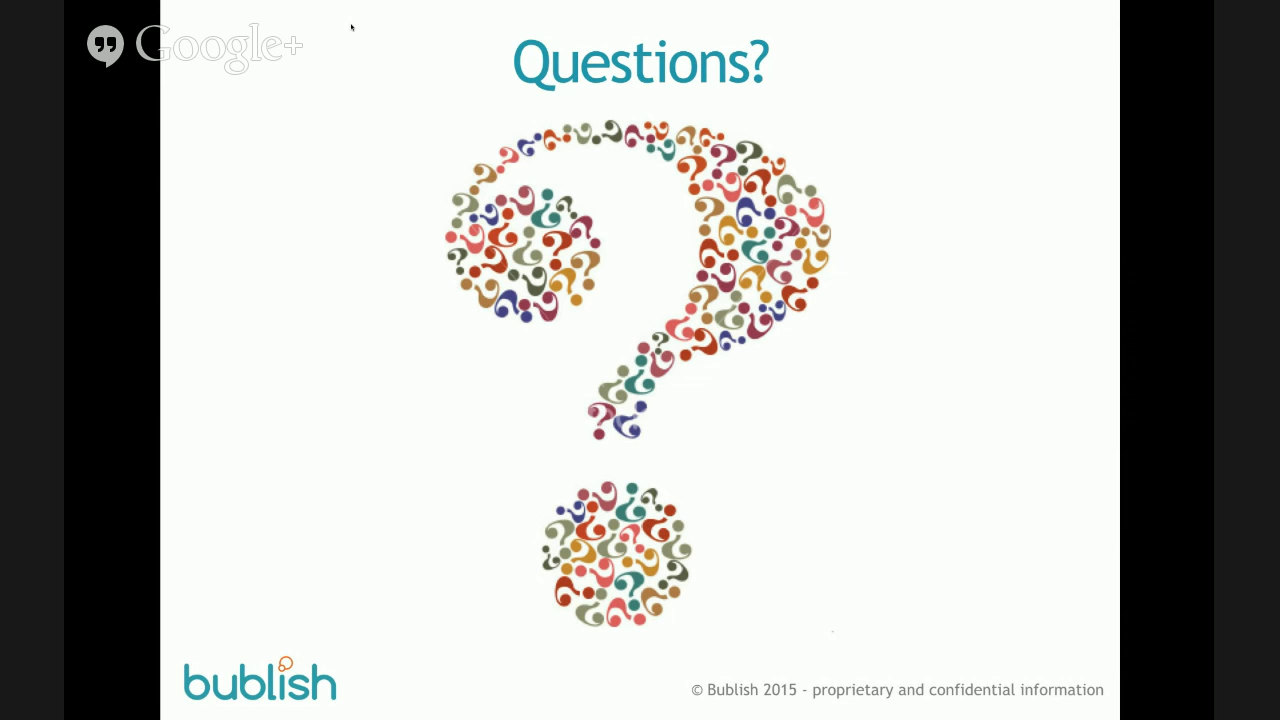 Google+
Questions?
bublish
© Bublish 2015 - proprietary and confidential information